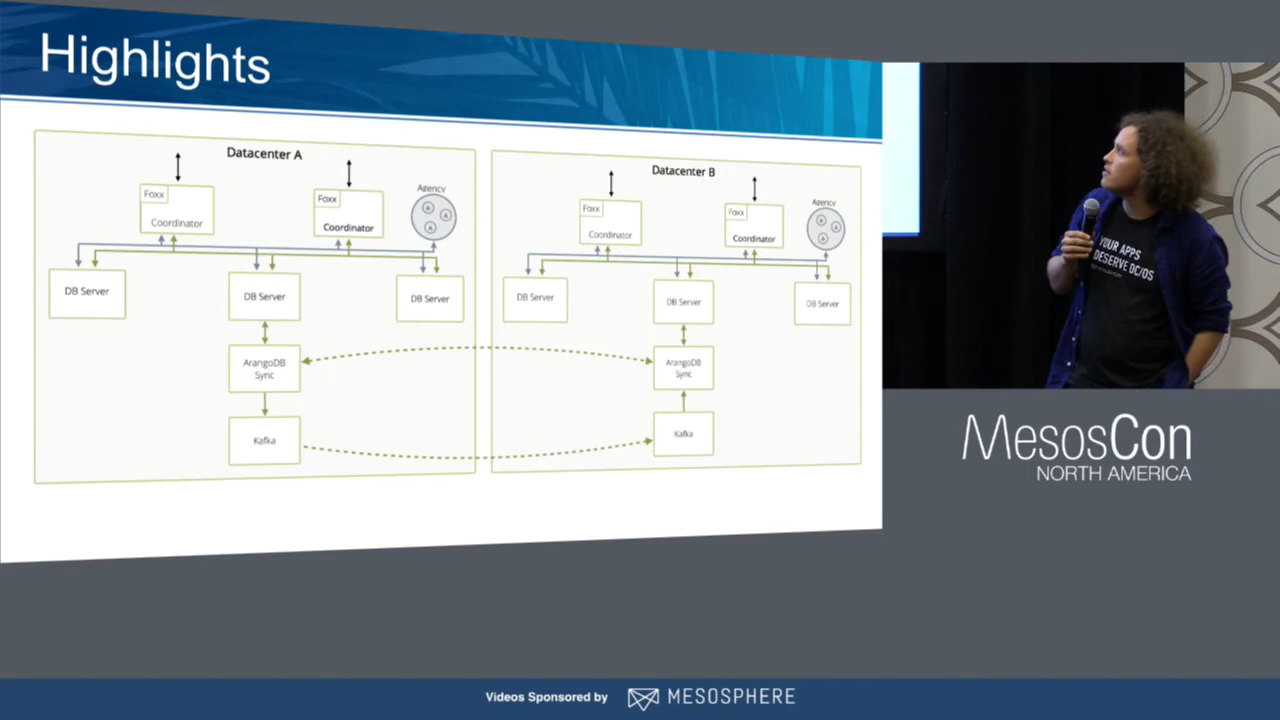 Highlights
Datacenter A
Foxx
Coordinator
Foxx
Coordinator
Agency
A
A
A
DB Server
DB Server
DB Server
ArangoDB
Sync
Kafka
Datacenter B
Foxx
Coordinator
Foxx
Coordinator
Agency
A
A
A
DB Server
DB Server
DB Server
ArangoDB
Sync
Kafka
YOUR APPS
DESERVE DC/OS
MesosCon
NORTH AMERICA
Videos Sponsored by
MESOSPHERE